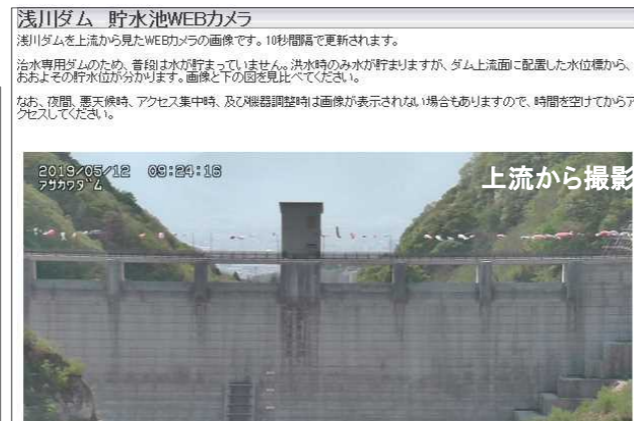 浅川ダム 貯水池WEBカメラ
浅川ダムを上流から見たWEBカメラの画像です。10秒間隔で更新されます。
治水専用ダムのため、普段は水が貯まっていません。洪水時のみ水が貯まりますが、ダム上流面に配置した水位標から、
おおよその貯水位が分かります。画像と下の図を見比べてください。
なお、夜間、悪天候時、アクセス集中時、及び機器調整時は画像が表示されない場合もありますので、時間を空けてからア
クセスしてください。
2019/05/12 09:24:16
アサカワダム
上流から撮影